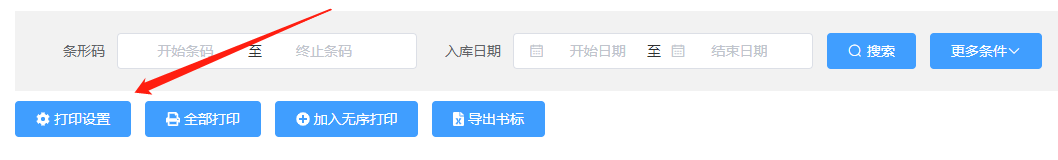 条形码 开始条码 至 终止条码 入库日期 开始日期 至 结束日期 搜索 更多条件
打印设置 全部打印 加入无序打印 导出书标